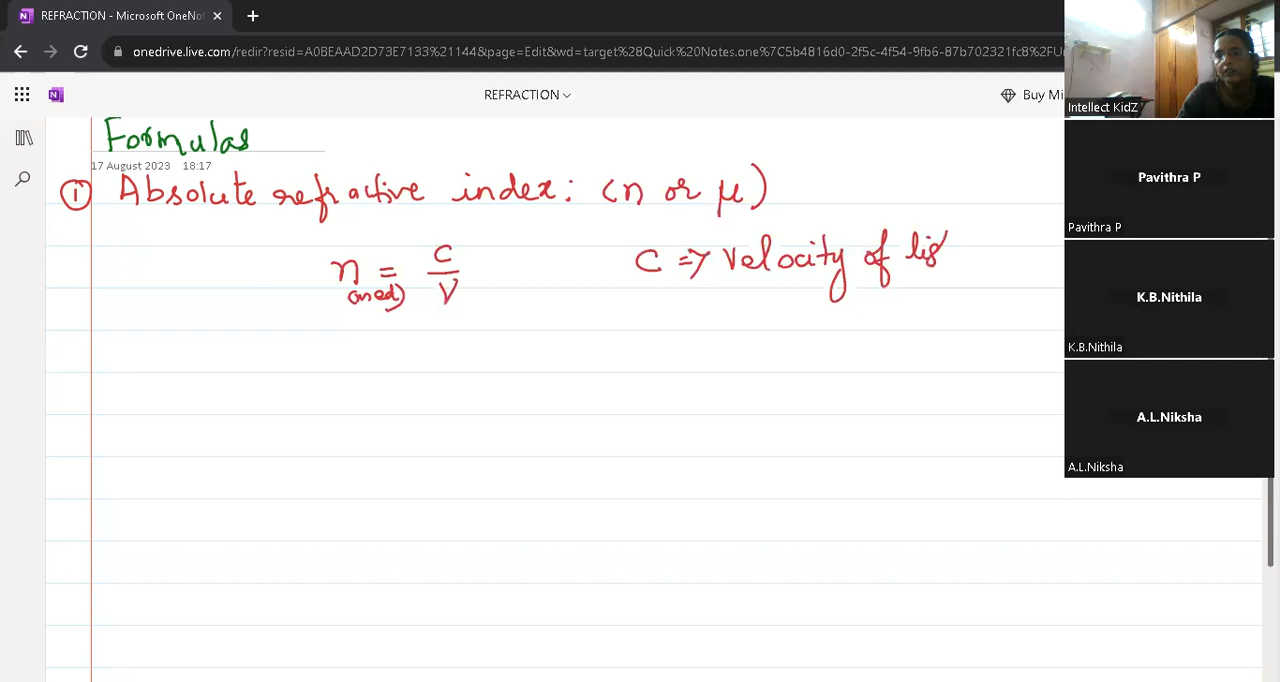 REFRACTION - Microsoft OneNot
onedrive.live.com/redir?resid=A0BEAAD2D73E7133%21144&page=Edit&wd=target%28Quick%20Notes.one%7C5b4816d0-2f5c-4f54-9fb6-87b702321fc8%2FU
REFRACTION
Buy Mi
Intellect KidZ
Formulas
17 August 2023 18:17
① Absolute refractive index: (n or μ)
n(med) = C/V
C => Velocity of lig
Pavithra P
Pavithra P
K.B.Nithila
K.B.Nithila
A.L.Niksha
A.L.Niksha